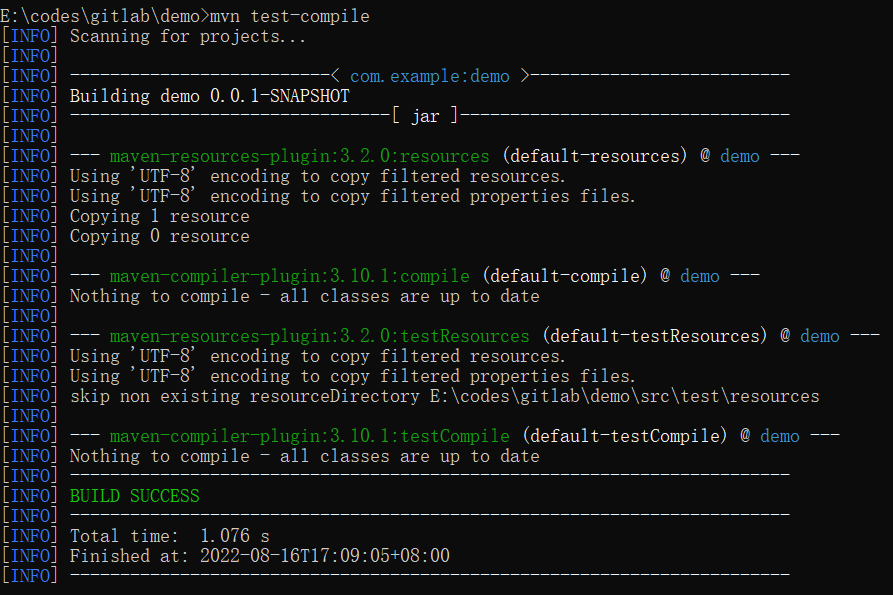 E:\codes\gitlab\demo>mvn test-compile
[INFO] Scanning for projects...
[INFO]
[INFO] --------------------------< com.example:demo >--------------------------
[INFO] Building demo 0.0.1-SNAPSHOT
[INFO] --------------------------------[ jar ]---------------------------------
[INFO]
[INFO] --- maven-resources-plugin:3.2.0:resources (default-resources) @ demo ---
[INFO] Using 'UTF-8' encoding to copy filtered resources.
[INFO] Using 'UTF-8' encoding to copy filtered properties files.
[INFO] Copying 1 resource
[INFO] Copying 0 resource
[INFO]
[INFO] --- maven-compiler-plugin:3.10.1:compile (default-compile) @ demo ---
[INFO] Nothing to compile - all classes are up to date
[INFO]
[INFO] --- maven-resources-plugin:3.2.0:testResources (default-testResources) @ demo ---
[INFO] Using 'UTF-8' encoding to copy filtered resources.
[INFO] Using 'UTF-8' encoding to copy filtered properties files.
[INFO] skip non existing resourceDirectory E:\codes\gitlab\demo\src\test\resources
[INFO]
[INFO] --- maven-compiler-plugin:3.10.1:testCompile (default-testCompile) @ demo ---
[INFO] Nothing to compile - all classes are up to date
[INFO] ------------------------------------------------------------------------
[INFO] BUILD SUCCESS
[INFO] ------------------------------------------------------------------------
[INFO] Total time:  1.076 s
[INFO] Finished at: 2022-08-16T17:09:05+08:00
[INFO] ------------------------------------------------------------------------